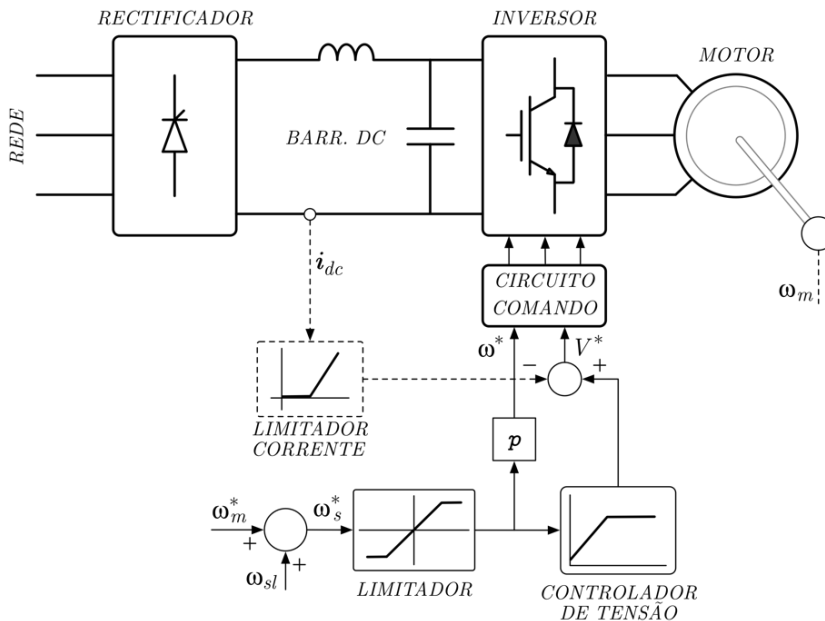 RECTIFICADOR
INVERSOR
MOTOR
REDE
BARR. DC
i_dc
CIRCUITO
COMANDO
ω_m
ω*
V*
−
+
LIMITADOR
CORRENTE
p
ω*_m
+
ω*_s
ω_sl
+
LIMITADOR
CONTROLADOR
DE TENSÃO